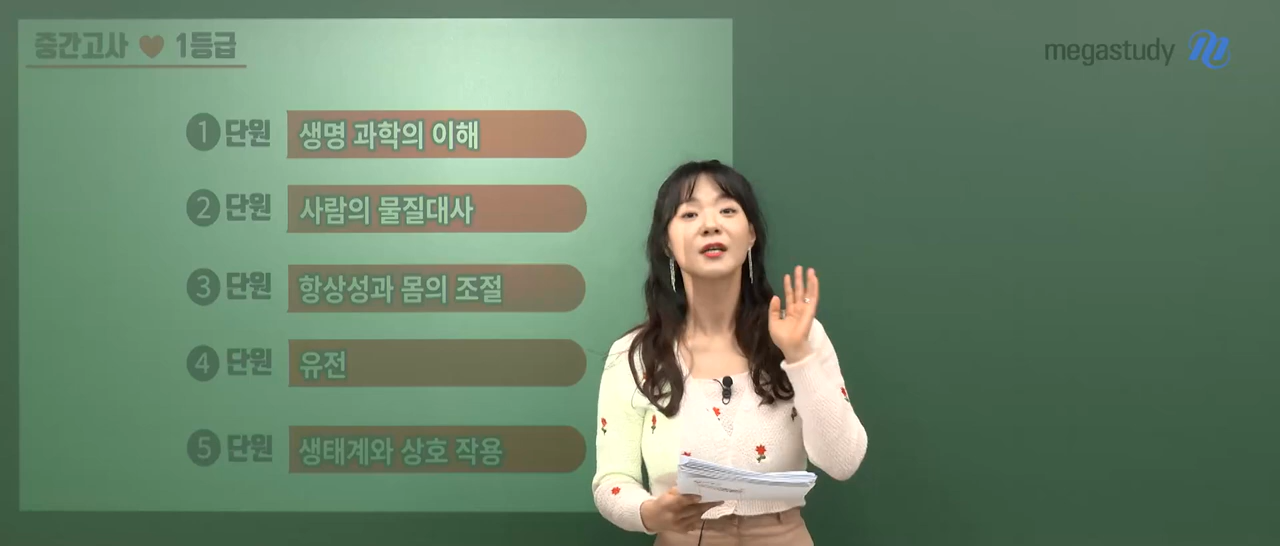 중간고사 ♥ 1등급
megastudy
1 단원 생명 과학의 이해
2 단원 사람의 물질대사
3 단원 항상성과 몸의 조절
4 단원 유전
5 단원 생태계와 상호 작용